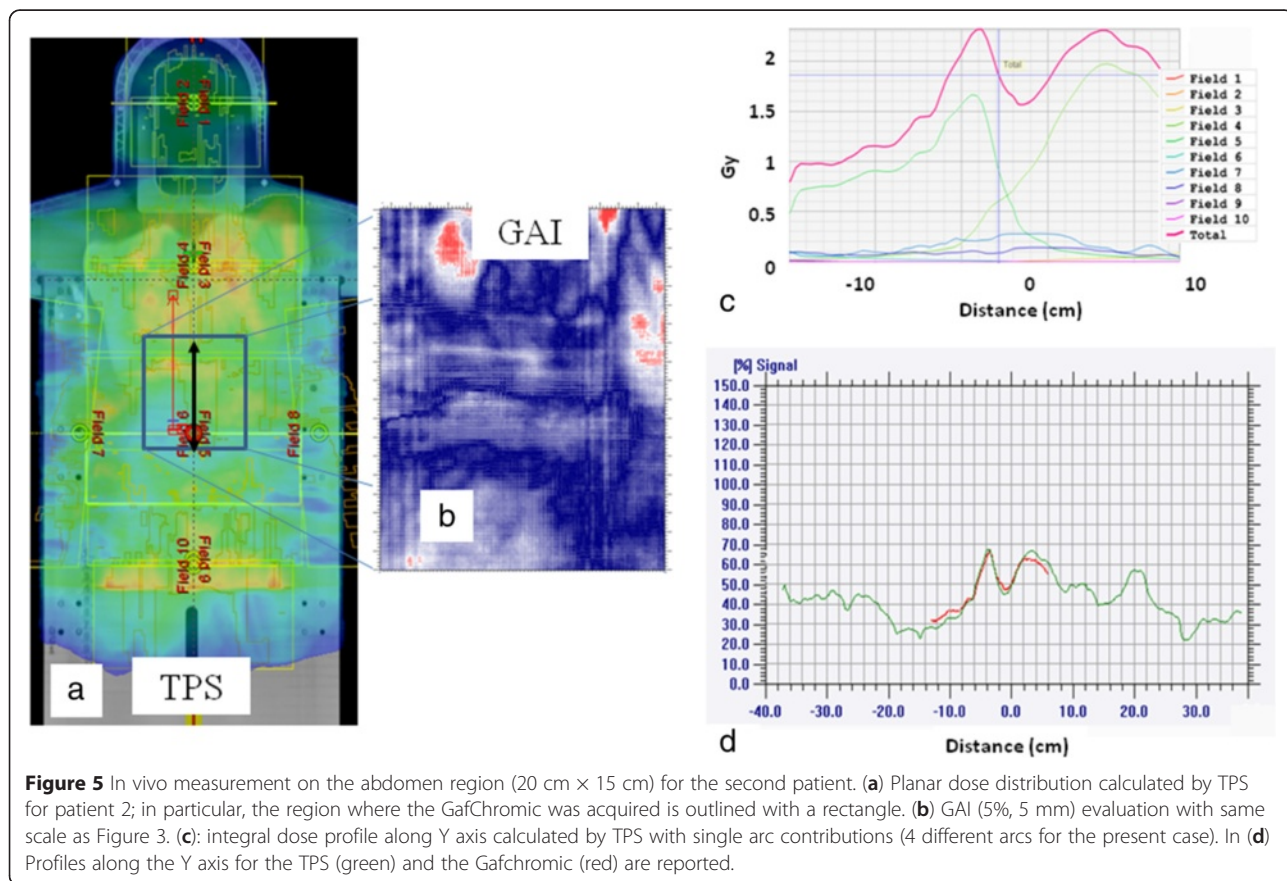 Field 2
Field 1
Field 4
Field 3
Field 6
Field 5
Field 7
Field 8
Field 10
Field 9
a
TPS
GAI
b
2
1.5
1
0.5
0
Gy
Total
-10
0
10
Distance (cm)
Field 1
Field 2
Field 3
Field 4
Field 5
Field 6
Field 7
Field 8
Field 9
Field 10
Total
c
[%] Signal
150.0
140.0
130.0
120.0
110.0
100.0
90.0
80.0
70.0
60.0
50.0
40.0
30.0
20.0
10.0
0.0
-40.0
-30.0
-20.0
-10.0
0.0
10.0
20.0
30.0
Distance (cm)
d
Figure 5 In vivo measurement on the abdomen region (20 cm × 15 cm) for the second patient. (a) Planar dose distribution calculated by TPS
for patient 2; in particular, the region where the GafChromic was acquired is outlined with a rectangle. (b) GAI (5%, 5 mm) evaluation with same
scale as Figure 3. (c): integral dose profile along Y axis calculated by TPS with single arc contributions (4 different arcs for the present case). In (d)
Profiles along the Y axis for the TPS (green) and the Gafchromic (red) are reported.